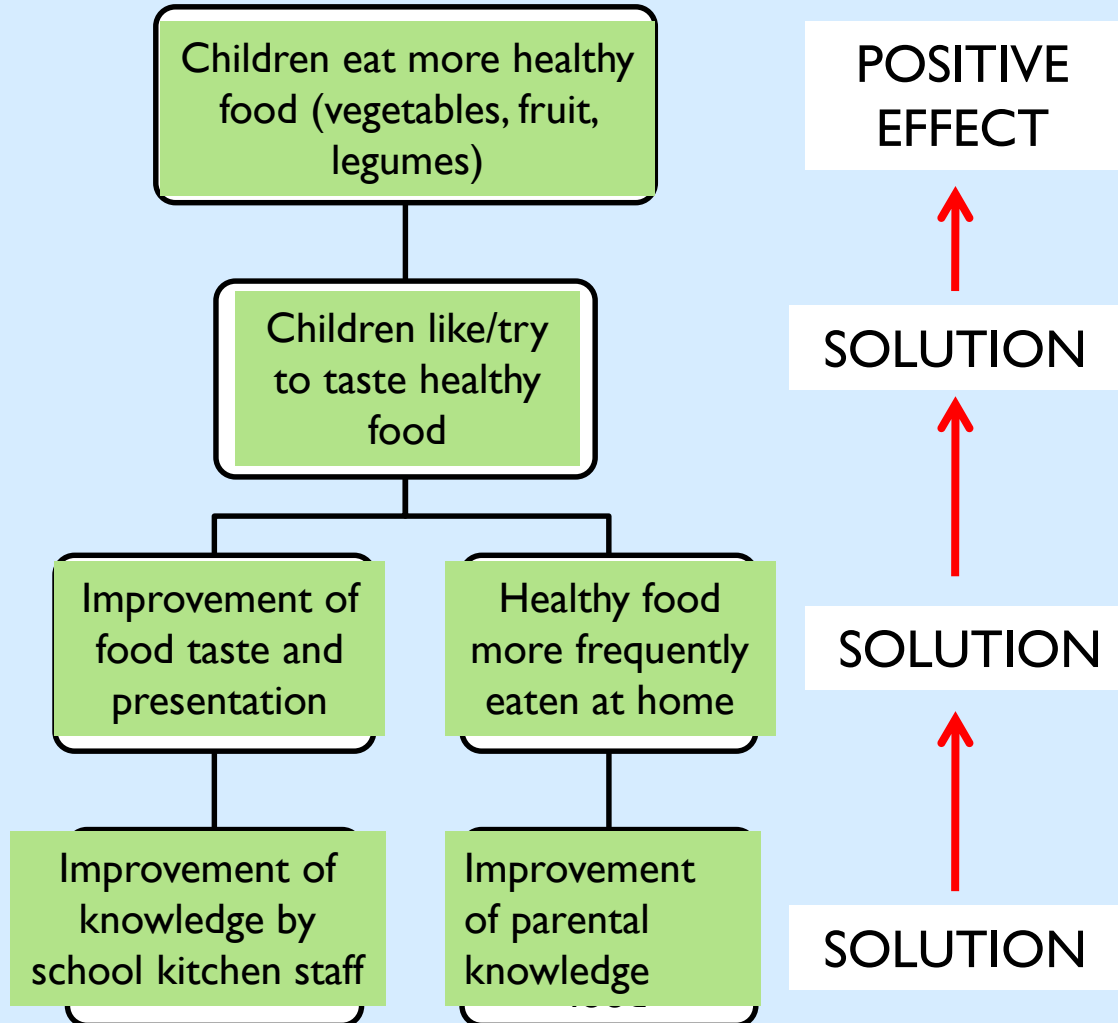 Children eat more healthy
food (vegetables, fruit,
legumes)
POSITIVE
EFFECT
Children like/try
to taste healthy
food
SOLUTION
Improvement of
food taste and
presentation
Healthy food
more frequently
eaten at home
SOLUTION
Improvement of
knowledge by
school kitchen staff
Improvement
of parental
knowledge
SOLUTION